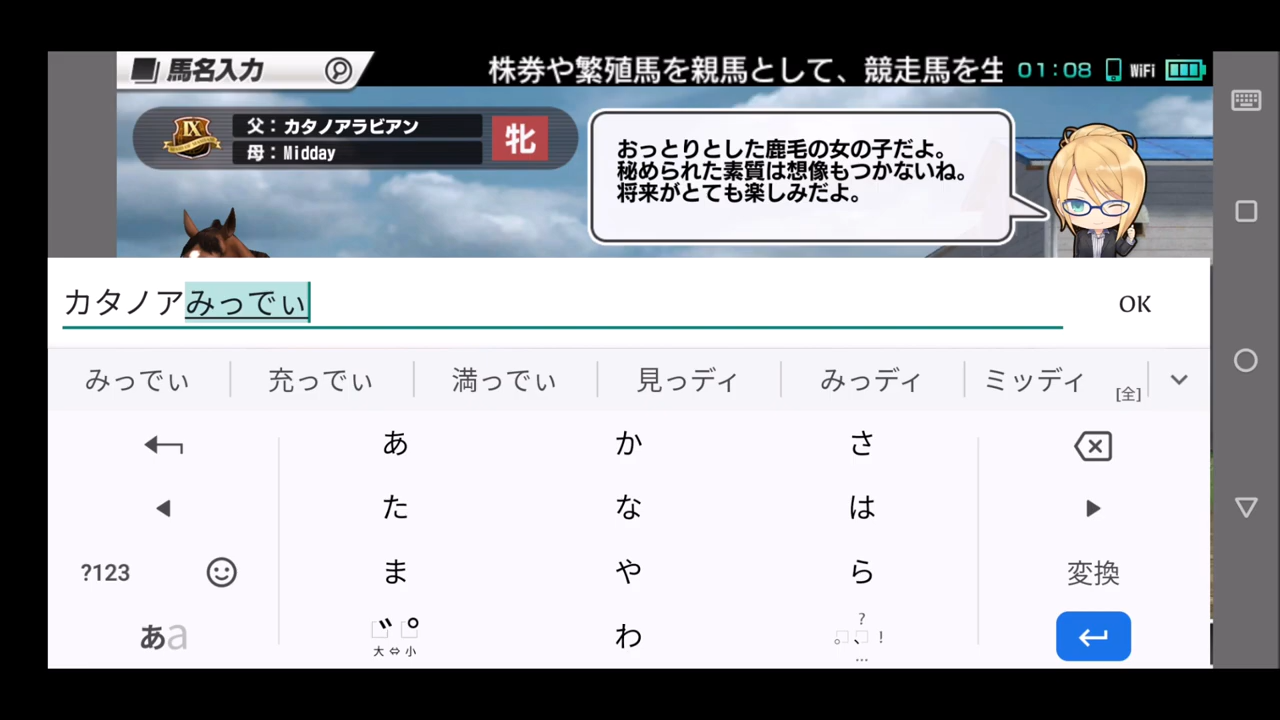 馬名入力
株券や繁殖馬を親馬として、競走馬を生
01:08
WiFi
IX
父：カタノアラビアン
母：Midday
牝
おっとりとした鹿毛の女の子だよ。
秘められた素質は想像もつかないね。
将来がとても楽しみだよ。
カタノアみっでぃ
OK
みっでぃ
充っでぃ
満っでぃ
見っディ
みっディ
ミッディ
[全]
あ
か
さ
た
な
は
?123
ま
や
ら
変換
あa
大⇔小
わ
。、?!
…